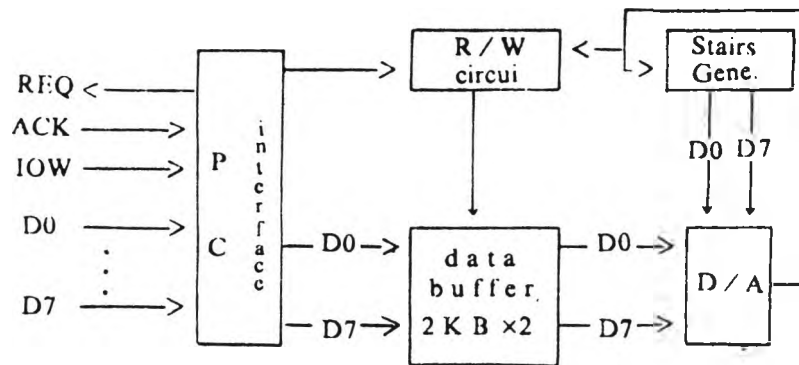 REQ
ACK
IOW
D0
D7
P C
interface
R / W
circui
Stairs
Gene.
D0 D7
D0
D7
data
buffer
2 K B ×2
D0
D7
D / A